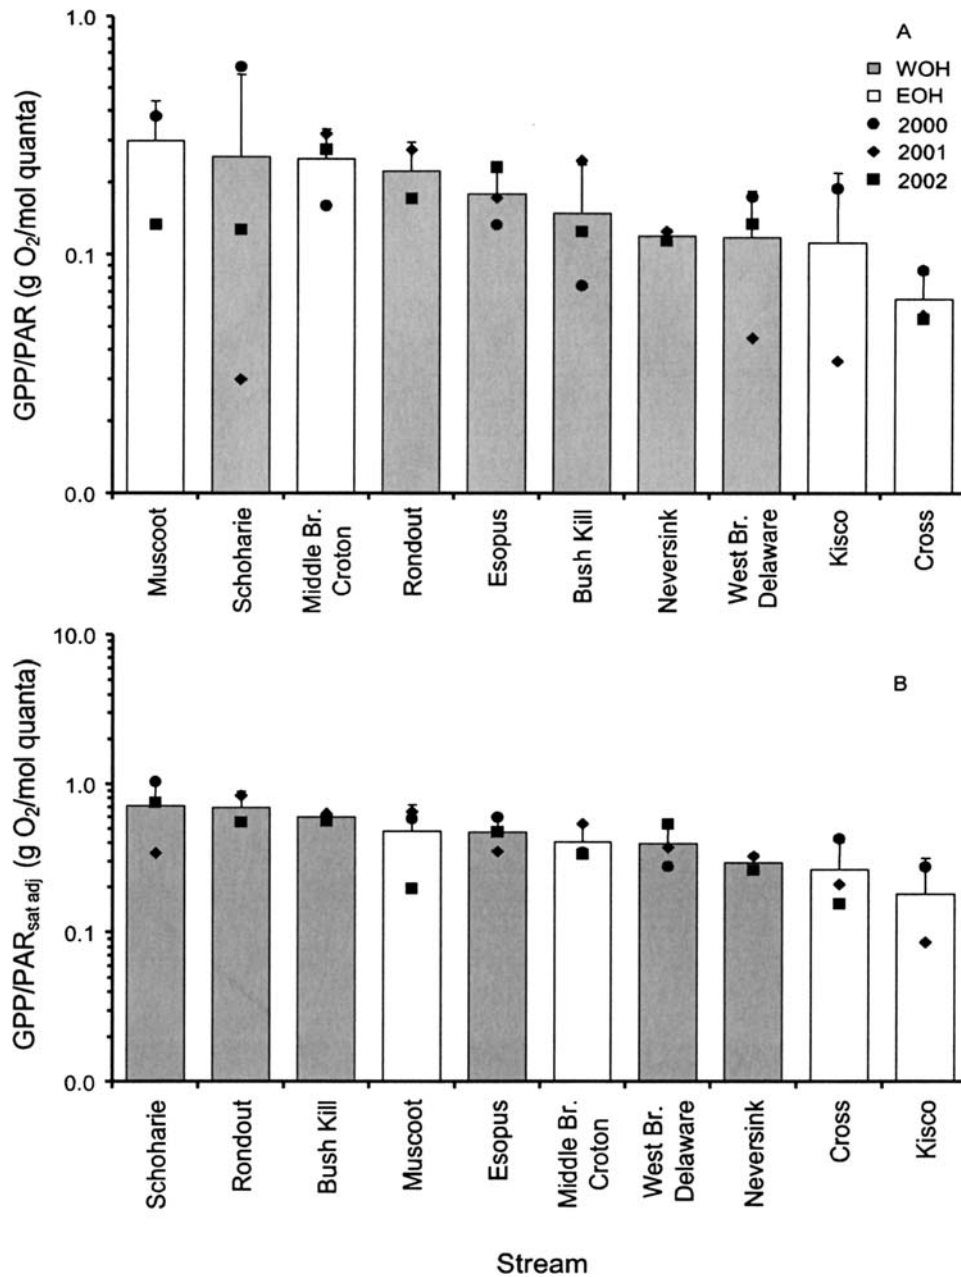 A
WOH
EOH
2000
2001
2002
GPP/PAR (g O₂/mol quanta)
1.0
0.1
0.0
Muscoot
Schoharie
Middle Br.
Croton
Rondout
Esopus
Bush Kill
Neversink
West Br.
Delaware
Kisco
Cross
B
GPP/PAR sat adj (g O₂/mol quanta)
10.0
1.0
0.1
0.0
Schoharie
Rondout
Bush Kill
Muscoot
Esopus
Middle Br.
Croton
West Br.
Delaware
Neversink
Cross
Kisco
Stream